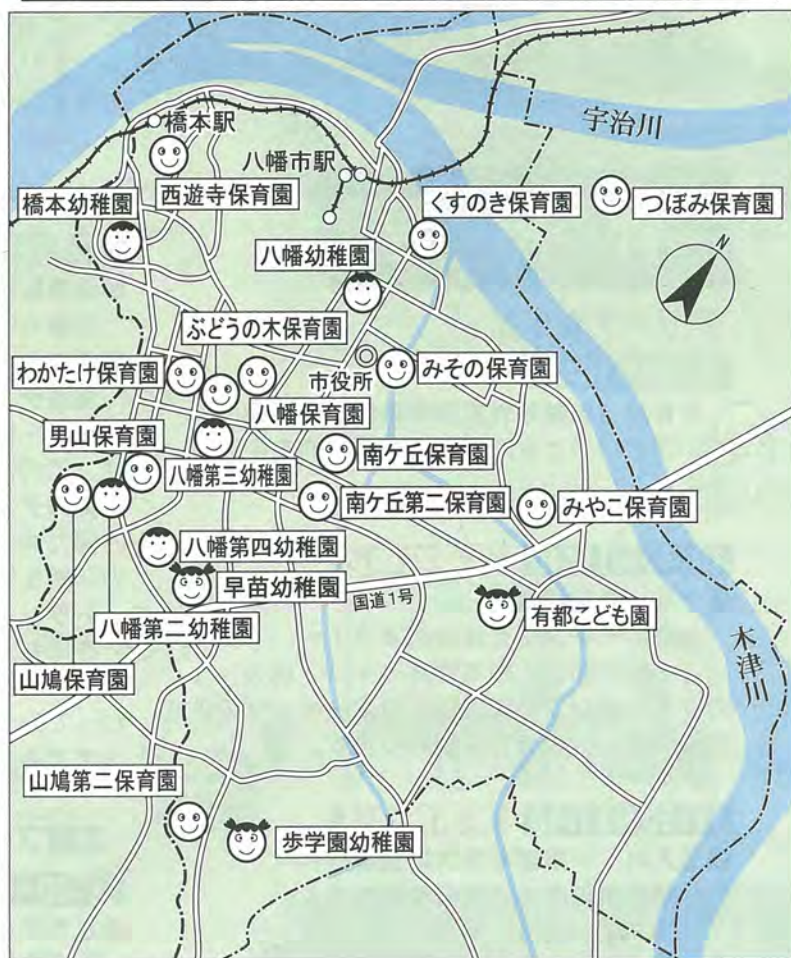 橋本駅
宇治川
八幡市駅
西遊寺保育園
橋本幼稚園
くすのき保育園
つぼみ保育園
N
八幡幼稚園
ぶどうの木保育園
わかたけ保育園
市役所
みその保育園
八幡保育園
男山保育園
八幡第三幼稚園
南ケ丘保育園
南ケ丘第二保育園
みやこ保育園
八幡第四幼稚園
早苗幼稚園
国道1号
有都こども園
八幡第二幼稚園
山鳩保育園
木津川
山鳩第二保育園
歩学園幼稚園